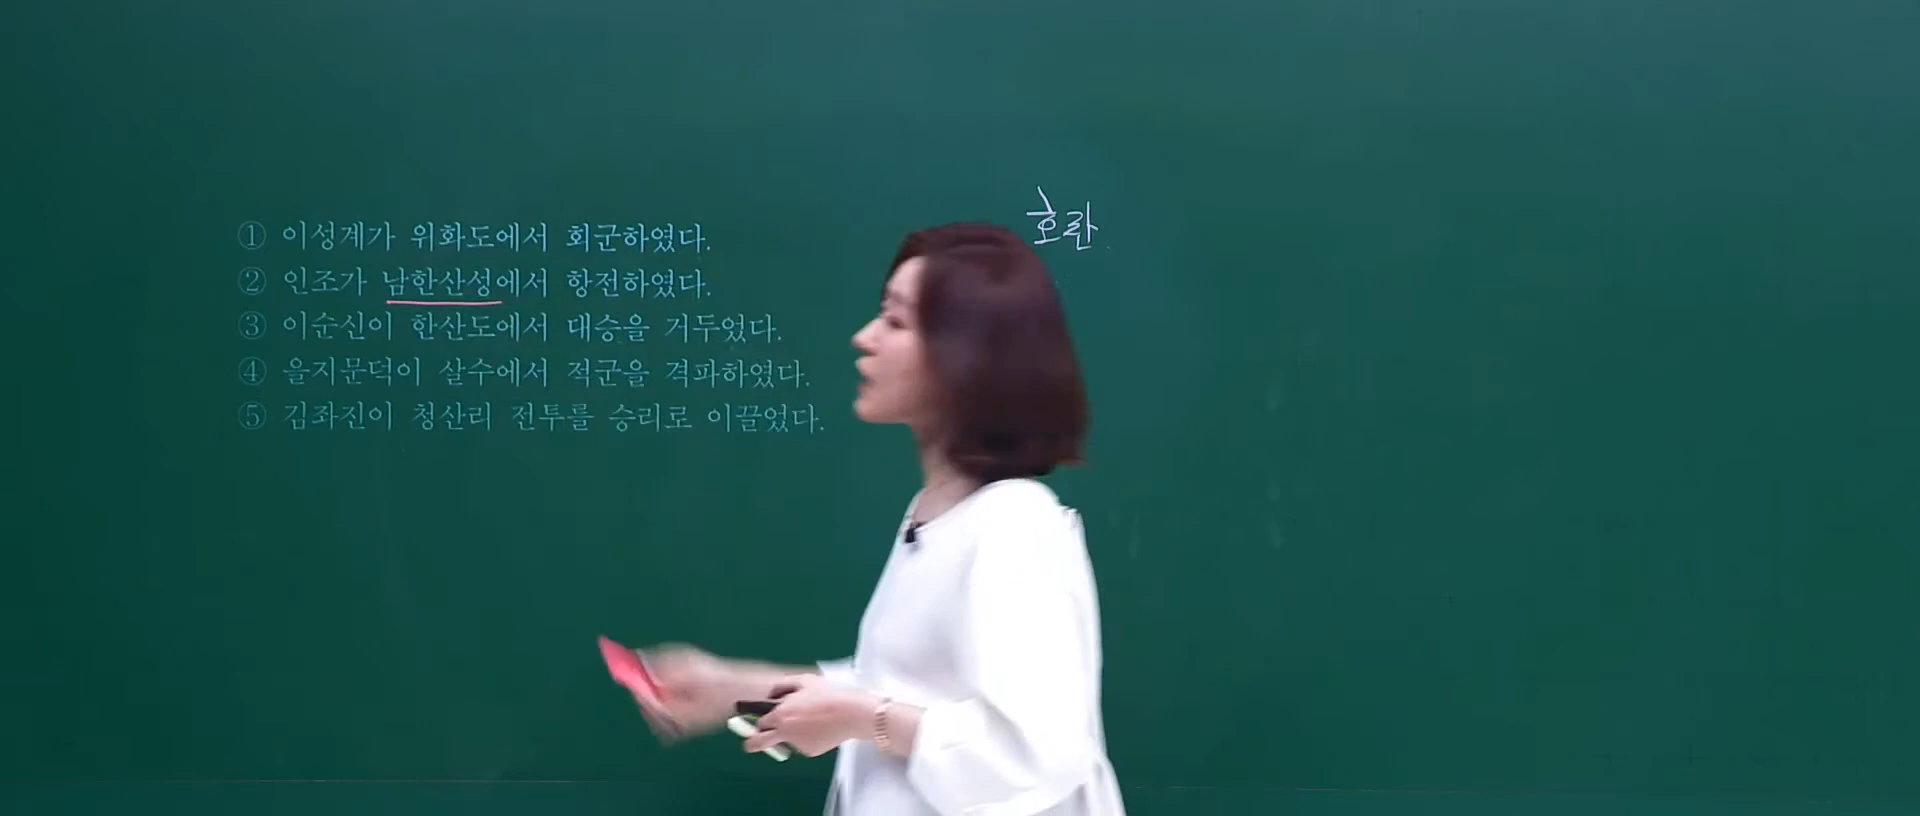 ① 이성계가 위화도에서 회군하였다.
② 인조가 남한산성에서 항전하였다.
③ 이순신이 한산도에서 대승을 거두었다.
④ 을지문덕이 살수에서 적군을 격파하였다.
⑤ 김좌진이 청산리 전투를 승리로 이끌었다.
호란